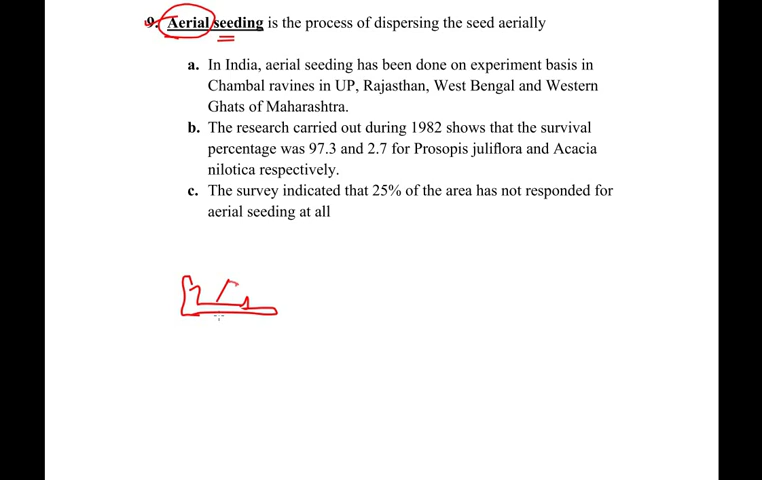 9. Aerial seeding is the process of dispersing the seed aerially
a. In India, aerial seeding has been done on experiment basis in
Chambal ravines in UP, Rajasthan, West Bengal and Western
Ghats of Maharashtra.
b. The research carried out during 1982 shows that the survival
percentage was 97.3 and 2.7 for Prosopis juliflora and Acacia
nilotica respectively.
c. The survey indicated that 25% of the area has not responded for
aerial seeding at all